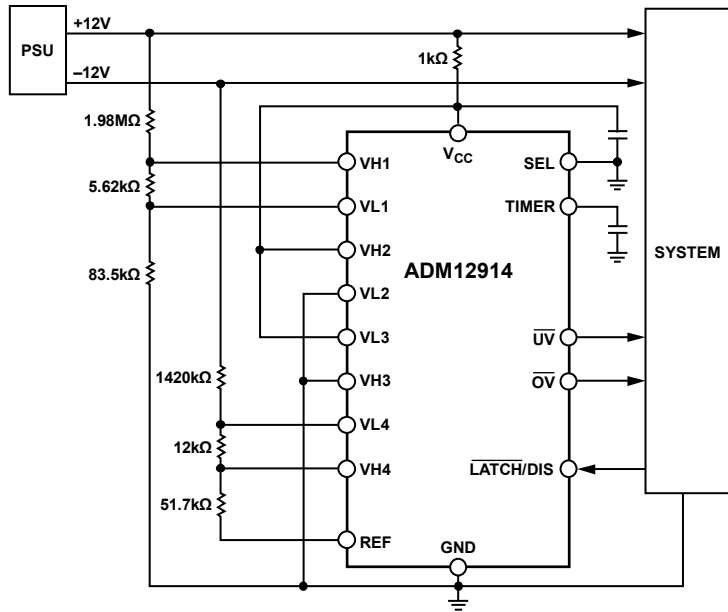 PSU
+12V
–12V
1kΩ
1.98MΩ
5.62kΩ
83.5kΩ
1420kΩ
12kΩ
51.7kΩ
VCC
VH1
VL1
VH2
VL2
VL3
VH3
VL4
VH4
REF
ADM12914
GND
SEL
TIMER
UV
OV
LATCH/DIS
SYSTEM